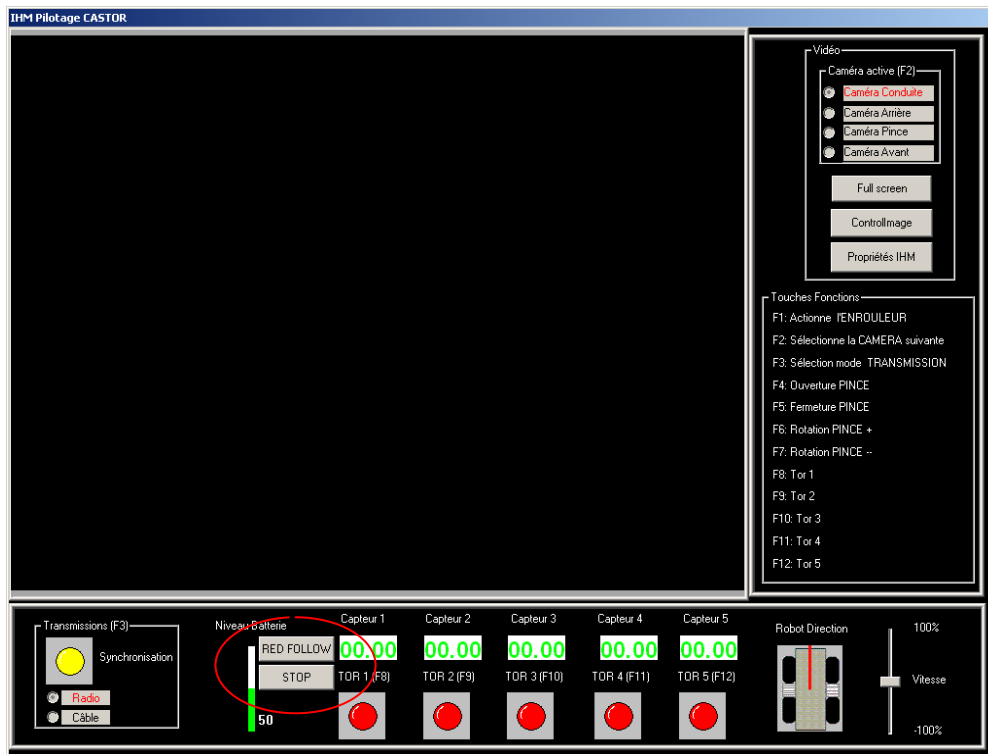 IHM Pilotage CASTOR
Vidéo
Caméra active (F2)
Caméra Conduite
Caméra Arrière
Caméra Pince
Caméra Avant
Full screen
ControlImage
Propriétés IHM
Touches Fonctions
F1: Actionne l'ENROULEUR
F2: Sélectionne la CAMERA suivante
F3: Sélection mode TRANSMISSION
F4: Ouverture PINCE
F5: Fermeture PINCE
F6: Rotation PINCE +
F7: Rotation PINCE --
F8: Tor 1
F9: Tor 2
F10: Tor 3
F11: Tor 4
F12: Tor 5
Transmissions (F3)
Synchronisation
Radio
Câble
Niveau Batterie
RED FOLLOW
STOP
50
Capteur 1 Capteur 2 Capteur 3 Capteur 4 Capteur 5
00.00 00.00 00.00 00.00 00.00
TOR 1 (F8) TOR 2 (F9) TOR 3 (F10) TOR 4 (F11) TOR 5 (F12)
Robot Direction
100%
Vitesse
-100%